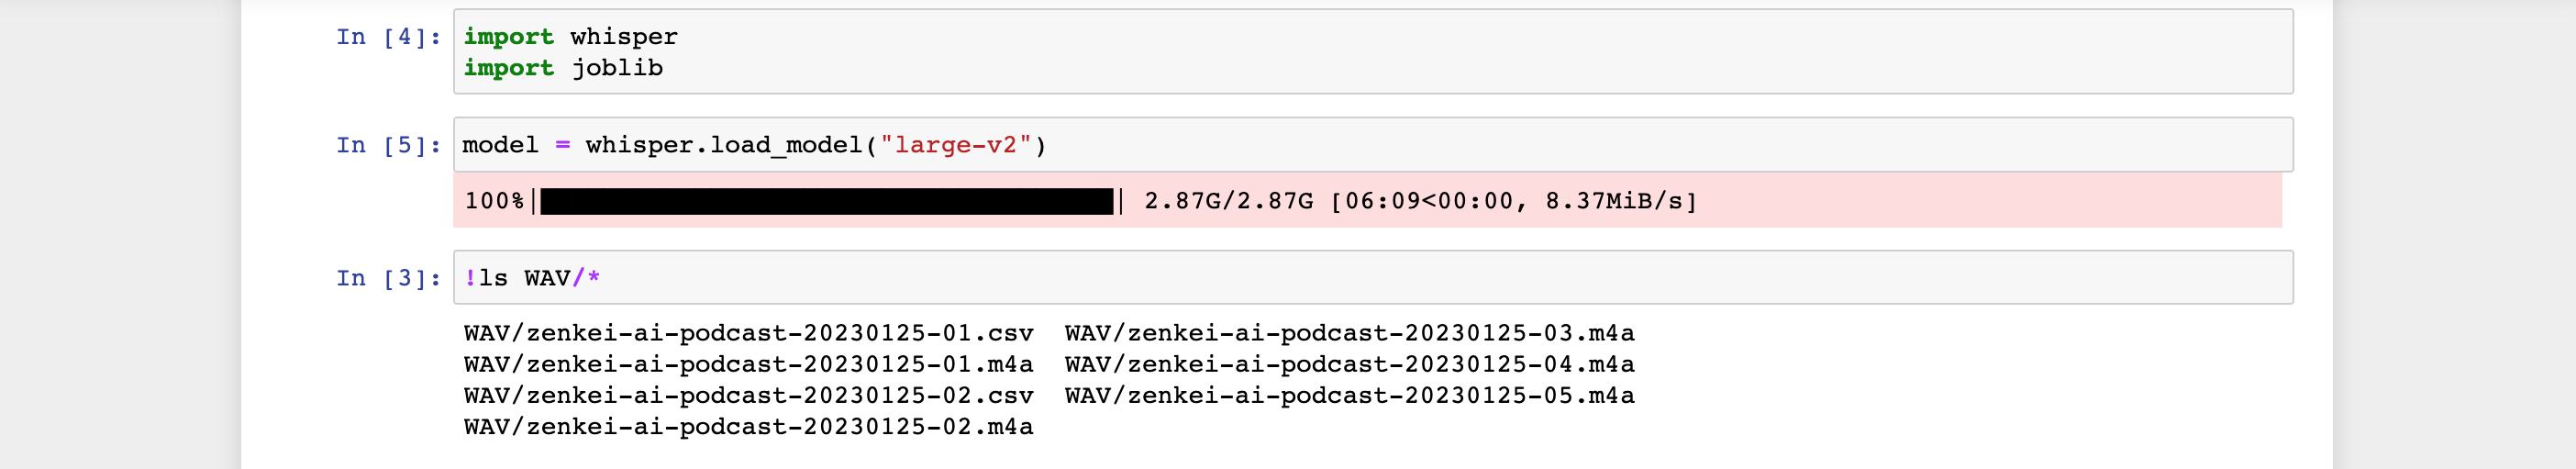 In [4]: import whisper
import joblib
In [5]: model = whisper.load_model("large-v2")
100%|██████████| 2.87G/2.87G [06:09<00:00, 8.37MiB/s]
In [3]: !ls WAV/*
WAV/zenkei-ai-podcast-20230125-01.csv  WAV/zenkei-ai-podcast-20230125-03.m4a
WAV/zenkei-ai-podcast-20230125-01.m4a  WAV/zenkei-ai-podcast-20230125-04.m4a
WAV/zenkei-ai-podcast-20230125-02.csv  WAV/zenkei-ai-podcast-20230125-05.m4a
WAV/zenkei-ai-podcast-20230125-02.m4a